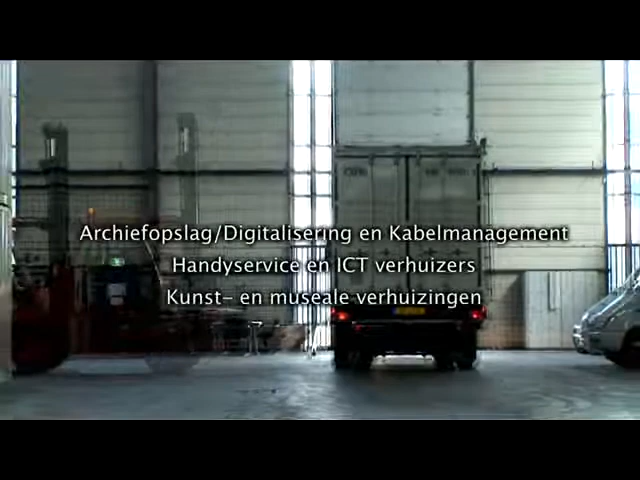 Archiefopslag/Digitalisering en Kabelmanagement
Handyservice en ICT verhuizers
Kunst- en museale verhuizingen